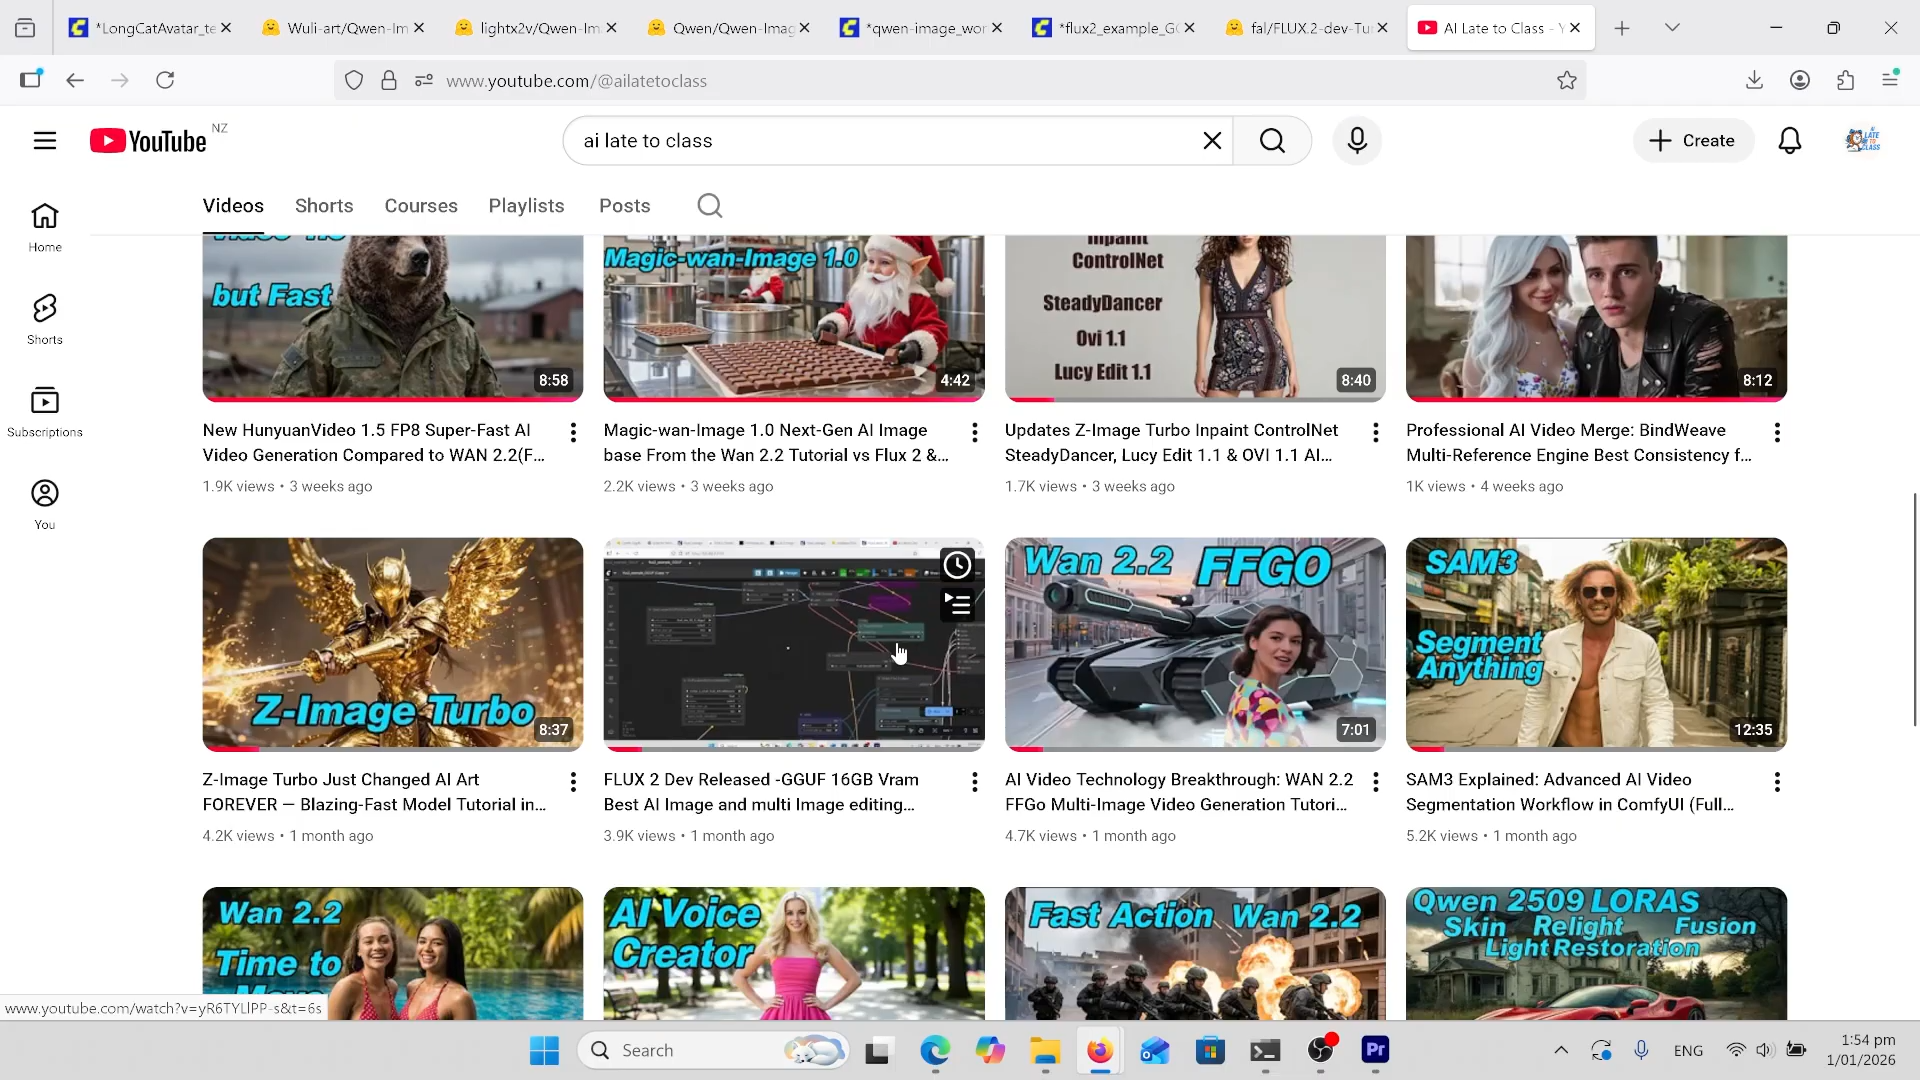 *LongCatAvatar_te
Wuli-art/Qwen-Im
lightx2v/Qwen-Im
Qwen/Qwen-Imag
*qwen-image_wor
*flux2_example_GG
fal/FLUX.2-dev-Tur
AI Late to Class - Y
www.youtube.com/@ailatetoclass
YouTube NZ
ai late to class
Create
Videos
Shorts
Courses
Playlists
Posts
Home
Shorts
Subscriptions
You
but Fast
8:58
Magic-wan-Image 1.0
4:42
Inpaint
ControlNet
SteadyDancer
Ovi 1.1
Lucy Edit 1.1
8:40
8:12
New HunyuanVideo 1.5 FP8 Super-Fast AI
Video Generation Compared to WAN 2.2(F...
1.9K views • 3 weeks ago
Magic-wan-Image 1.0 Next-Gen AI Image
base From the Wan 2.2 Tutorial vs Flux 2 &...
2.2K views • 3 weeks ago
Updates Z-Image Turbo Inpaint ControlNet
SteadyDancer, Lucy Edit 1.1 & OVI 1.1 AI...
1.7K views • 3 weeks ago
Professional AI Video Merge: BindWeave
Multi-Reference Engine Best Consistency f...
1K views • 4 weeks ago
Z-Image Turbo
8:37
Wan 2.2 FFGO
7:01
SAM3
Segment
Anything
12:35
Z-Image Turbo Just Changed AI Art
FOREVER — Blazing-Fast Model Tutorial in...
4.2K views • 1 month ago
FLUX 2 Dev Released -GGUF 16GB Vram
Best AI Image and multi Image editing...
3.9K views • 1 month ago
AI Video Technology Breakthrough: WAN 2.2
FFGo Multi-Image Video Generation Tutori...
4.7K views • 1 month ago
SAM3 Explained: Advanced AI Video
Segmentation Workflow in ComfyUI (Full...
5.2K views • 1 month ago
Wan 2.2
Time to
Move
AI Voice
Creator
Fast Action Wan 2.2
Qwen 2509 LORAS
Skin Relight Fusion
Light Restoration
www.youtube.com/watch?v=yR6TYLlPP-s&t=6s
Search
Pr
ENG
1:54 pm
1/01/2026